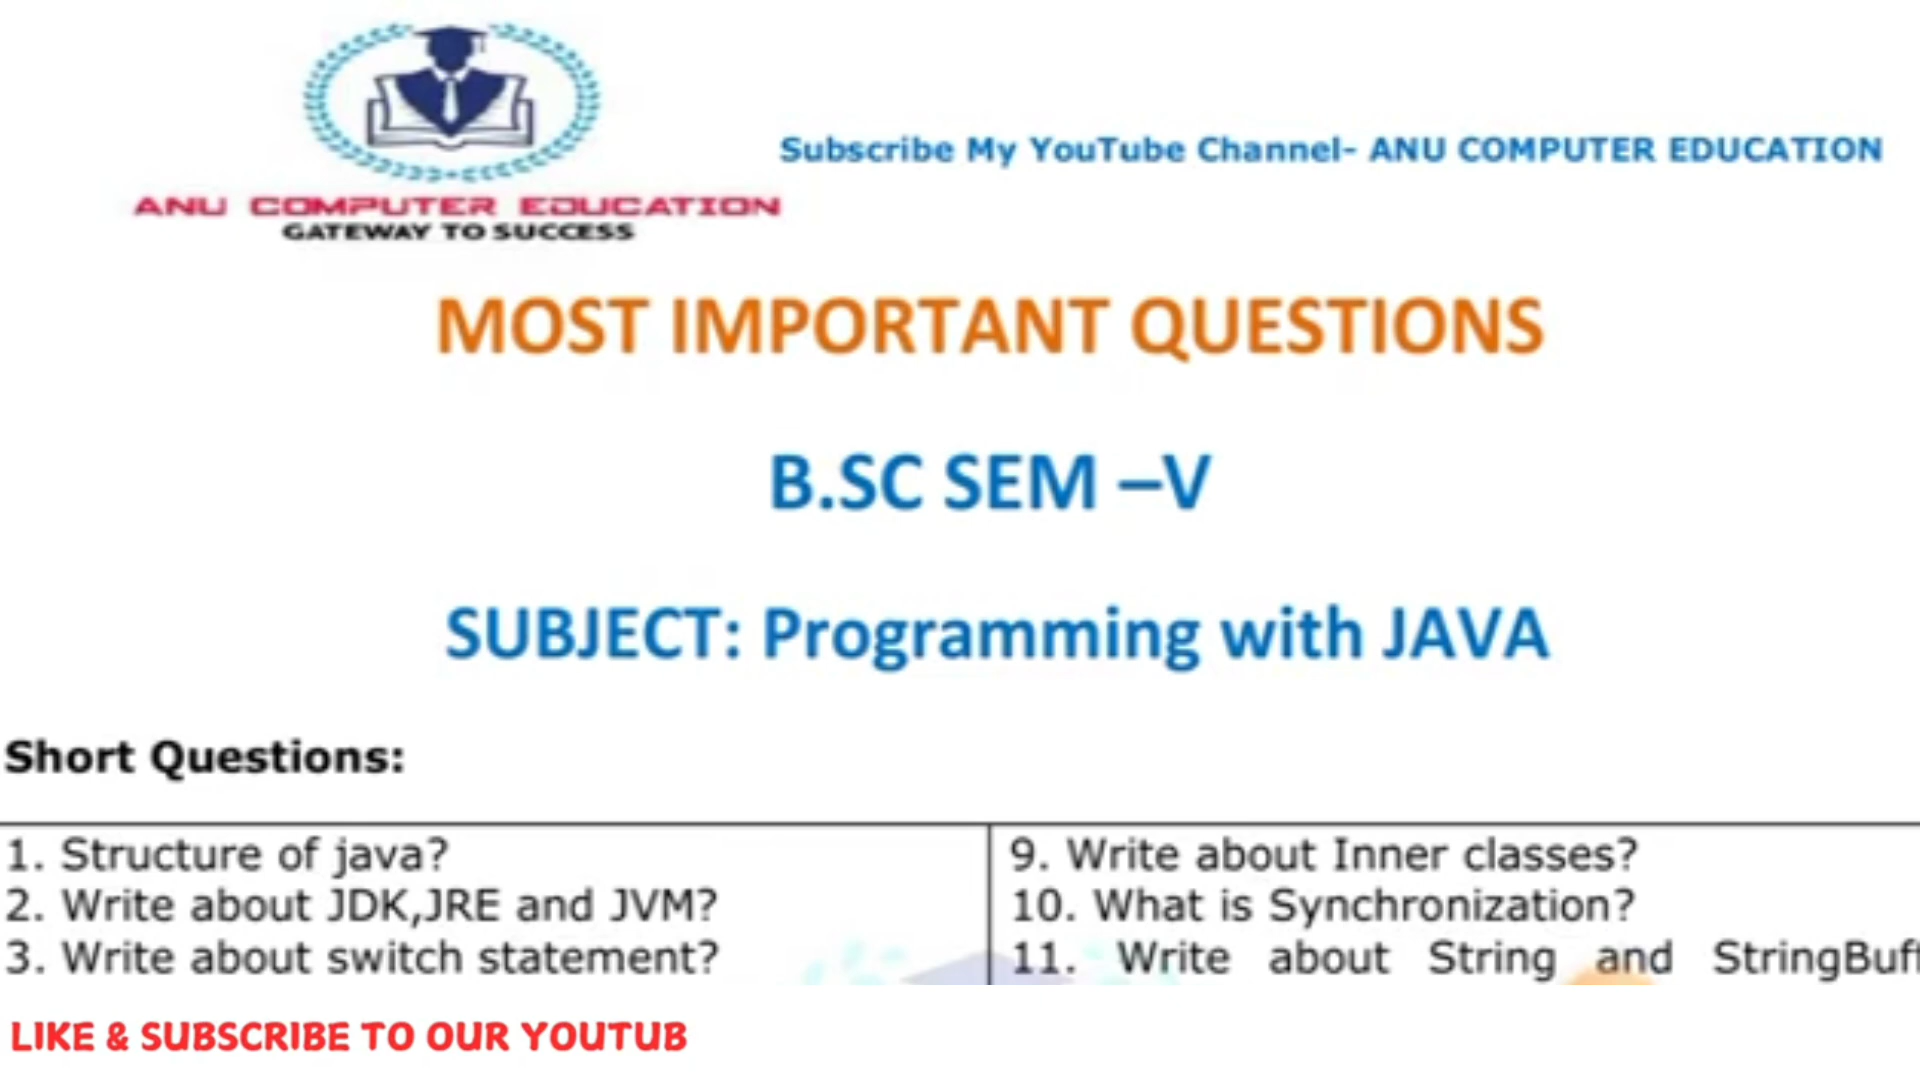 Subscribe My YouTube Channel- ANU COMPUTER EDUCATION
ANU COMPUTER EDUCATION
GATEWAY TO SUCCESS
MOST IMPORTANT QUESTIONS
B.SC SEM –V
SUBJECT: Programming with JAVA
Short Questions:
1. Structure of java?
2. Write about JDK,JRE and JVM?
3. Write about switch statement?
9. Write about Inner classes?
10. What is Synchronization?
11. Write about String and StringBuff
LIKE & SUBSCRIBE TO OUR YOUTUB